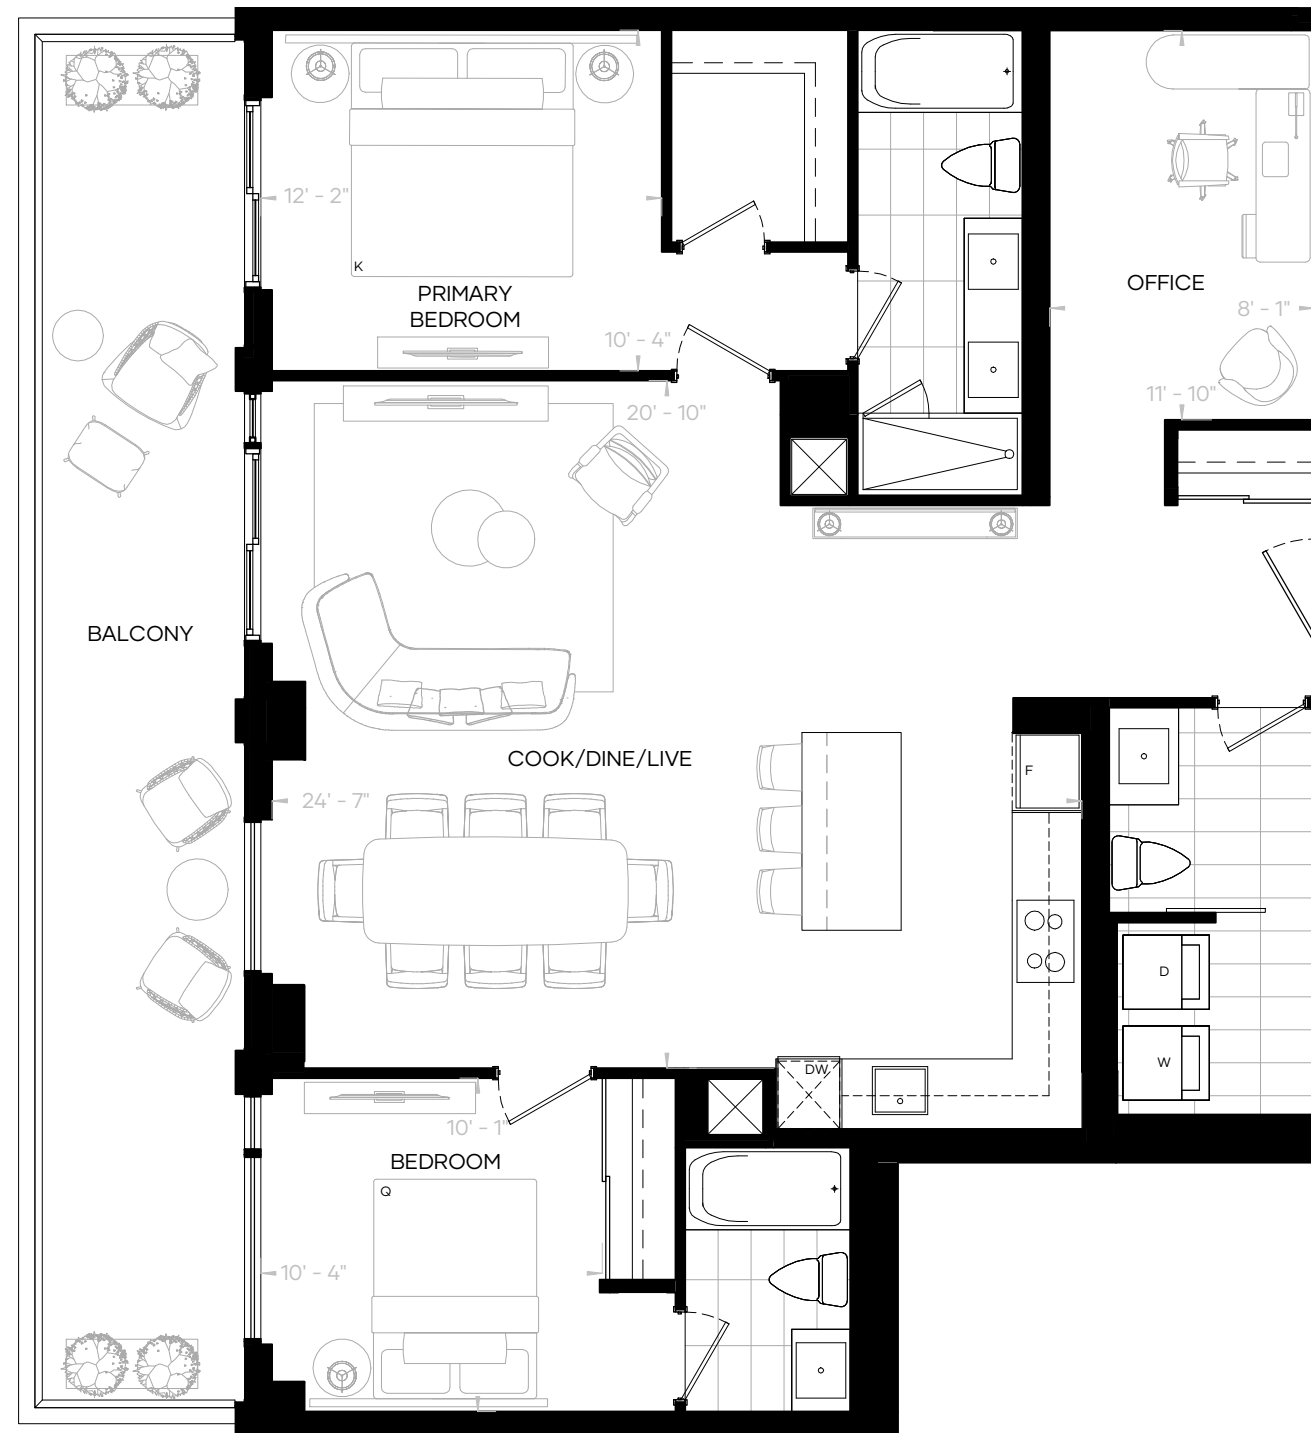 12' - 2"
K
PRIMARY
BEDROOM
OFFICE
8' - 1"
10' - 4"
11' - 10"
20' - 10"
BALCONY
COOK/DINE/LIVE
F
24' - 7"
D
W
DW
10' - 1"
BEDROOM
Q
10' - 4"